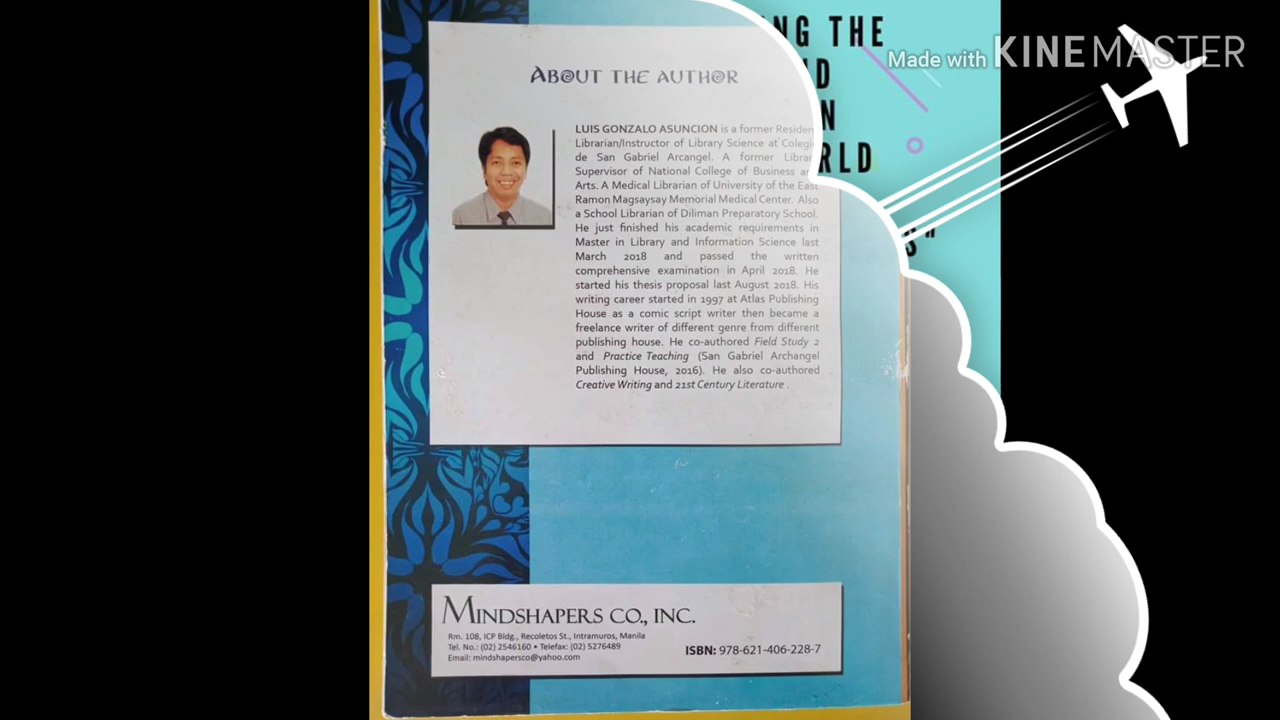 ABOUT THE AUTHOR
LUIS GONZALO ASUNCION is a former
Librarian/Instructor of Library Science at
de San Gabriel Arcangel. A former
Supervisor of National College of Business
Arts. A Medical Librarian of University of the East
Ramon Magsaysay Memorial Medical Center. Also
a School Librarian of Diliman Preparatory School.
He just finished his academic requirements in
Master in Library and Information Science last
March 2018 and passed the written
comprehensive examination in April 2018. He
started his thesis proposal last August 2018. His
writing career started in 1997 at Atlas Publishing
House as a comic script writer then became a
freelance writer of different genre from different
publishing house. He co-authored Field Study 2
and Practice Teaching (San Gabriel Archangel
Publishing House, 2016). He also co-authored
Creative Writing and 21st Century Literature .
MINDSHAPERS CO., INC.
Rm. 108, ICP Bldg., Recoletos St., Intramuros, Manila
Tel. No.: (02) 2546160 • Telefax: (02) 5276489
Email: mindshapersco@yahoo.com
ISBN: 978-621-406-228-7
THE
Made with KINEMASTER